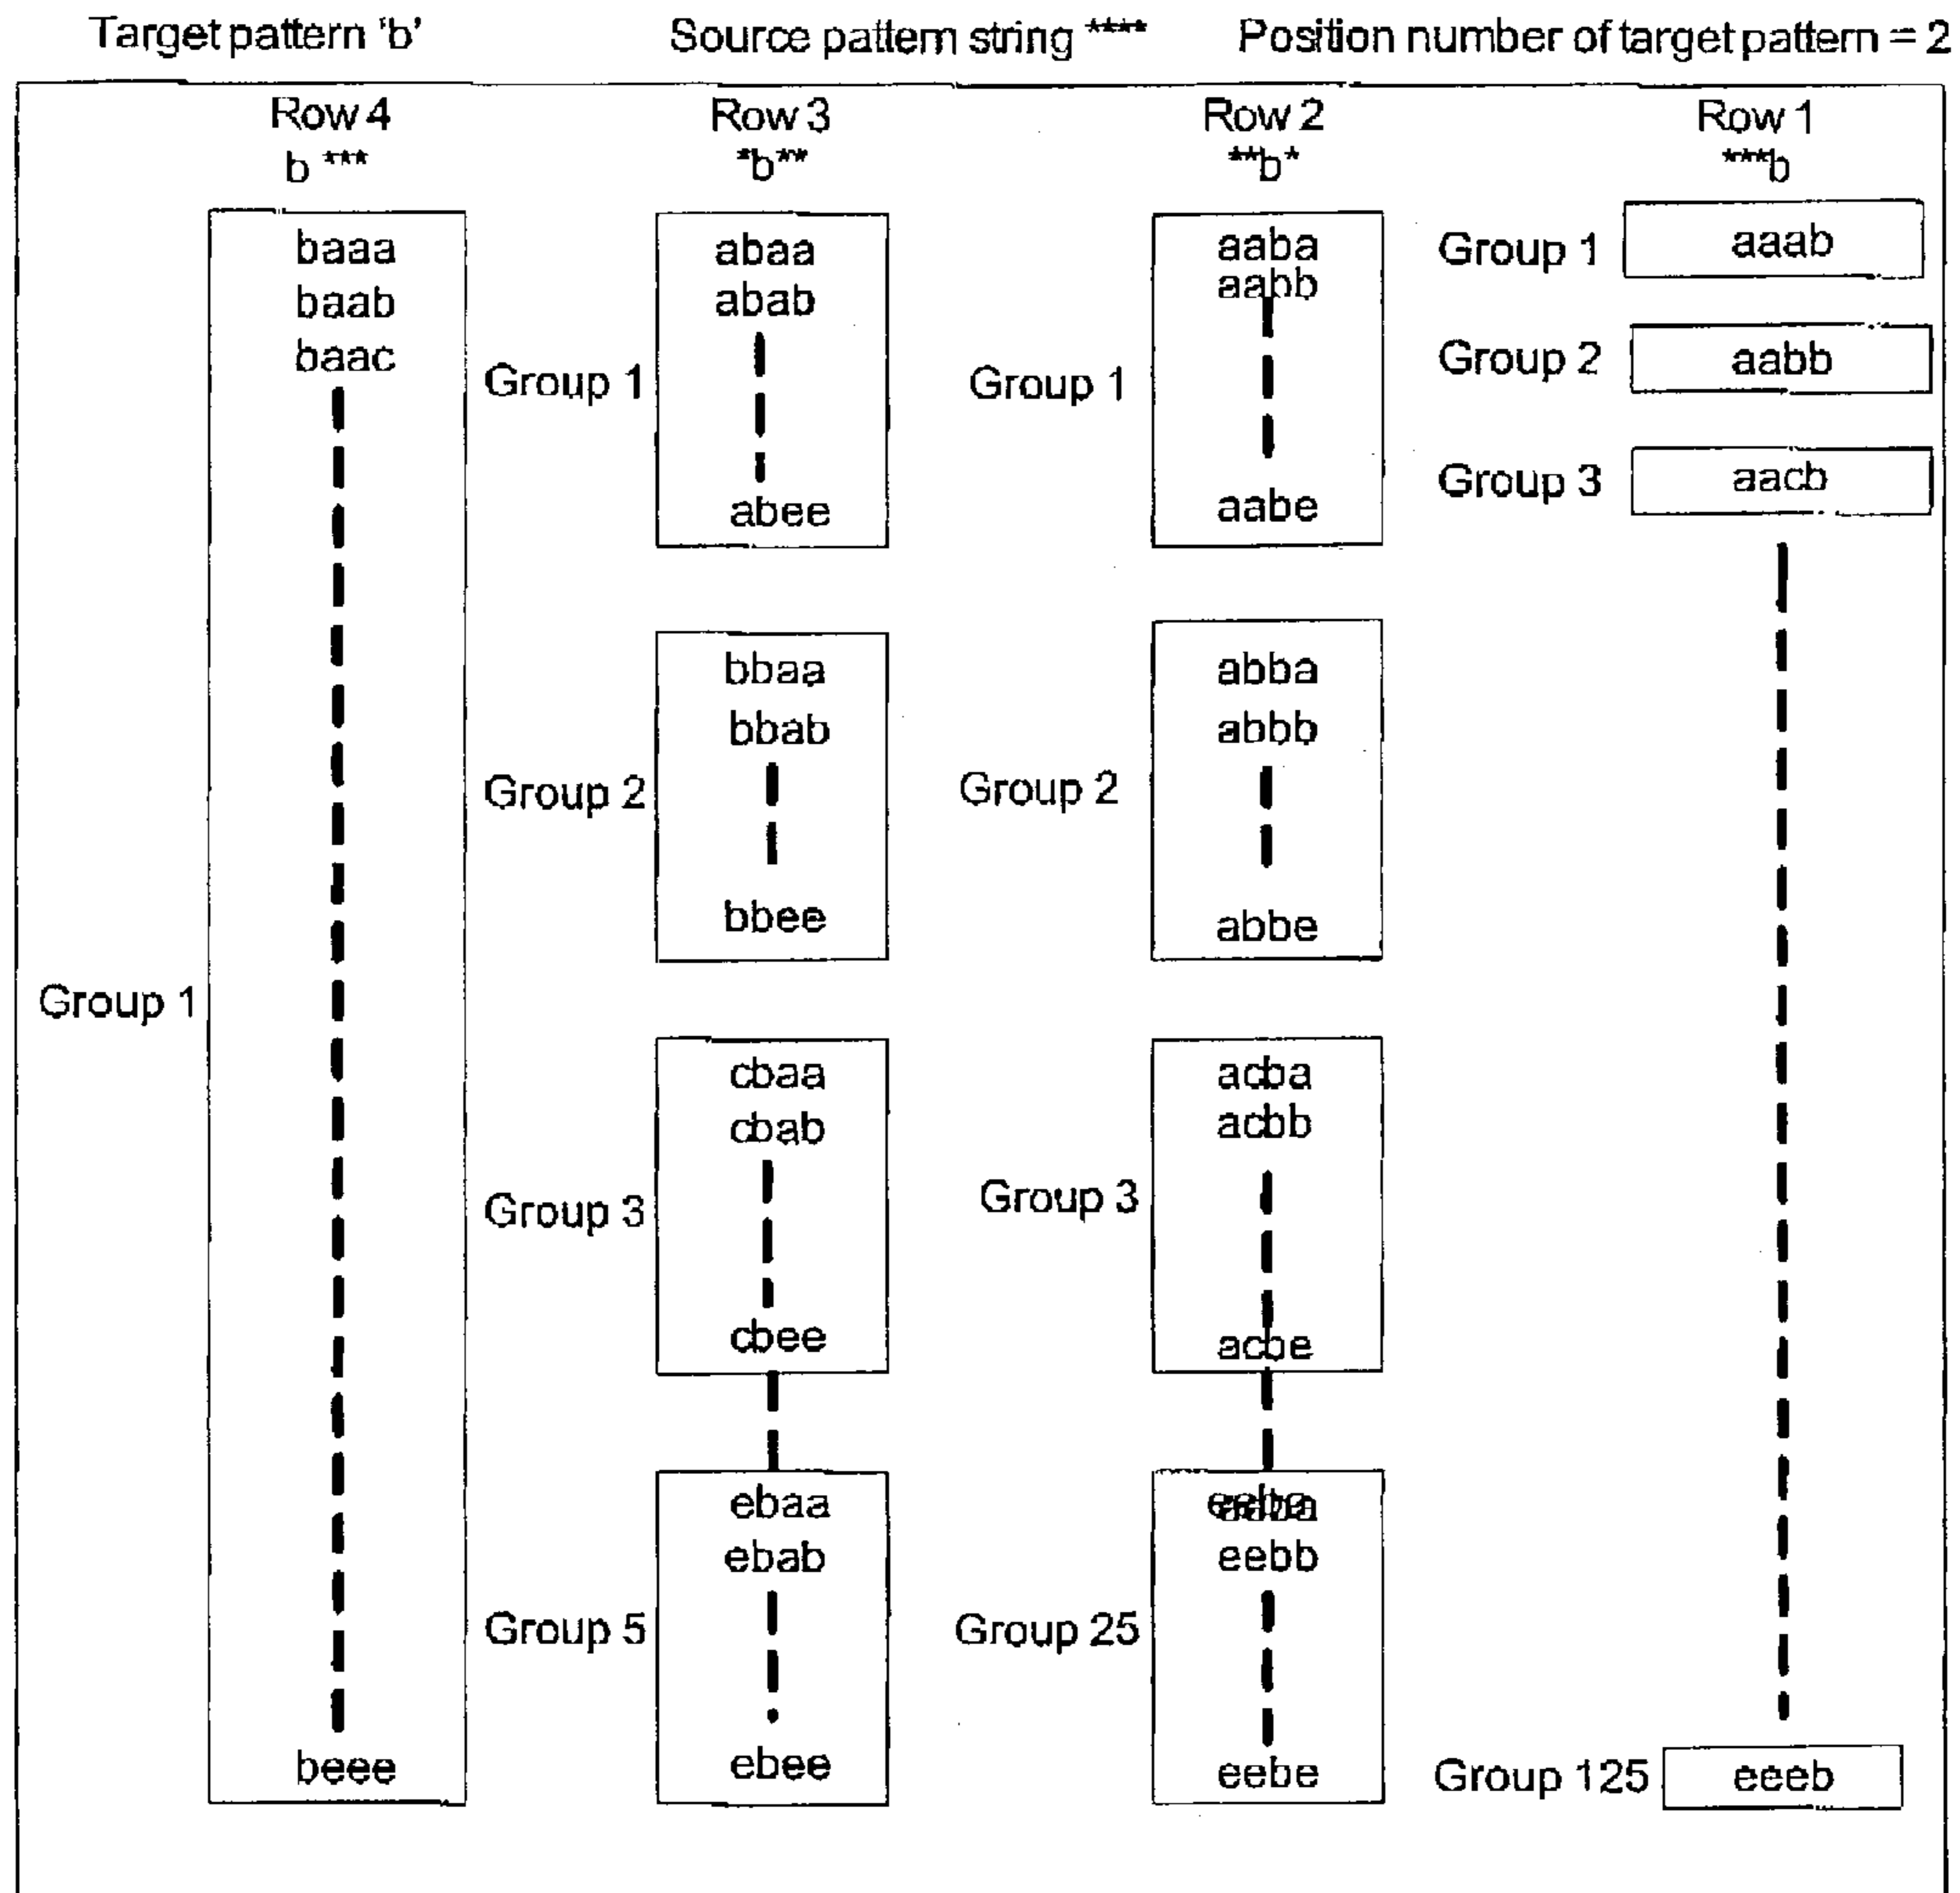 Target pattern 'b'
Source pattern string ****
Position number of target pattern = 2
Row 4
b ***
Group 1
baaa
baab
baac
beee
Row 3
*b**
Group 1
abaa
abab
abee
Group 2
bbaa
bbab
bbee
Group 3
cbaa
cbab
cbee
Group 5
ebaa
ebab
ebee
Row 2
**b*
Group 1
aaba
aabb
aabe
Group 2
abba
abbb
abbe
Group 3
acba
acbb
acbe
Group 25
eebb
eebe
Row 1
***b
Group 1
aaab
Group 2
aabb
Group 3
aacb
Group 125
eeeb